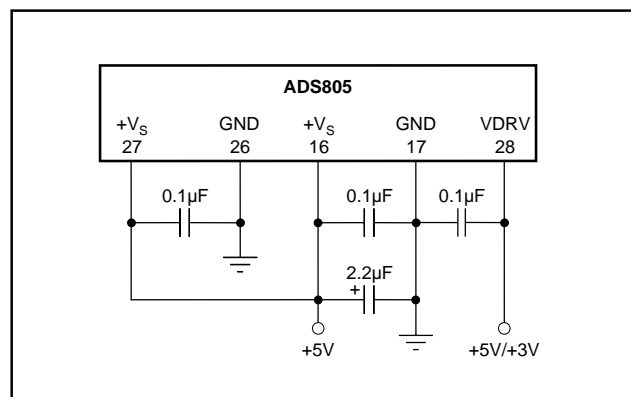 ADS805
+VS GND +VS GND VDRV
27 26 16 17 28
0.1µF 0.1µF 0.1µF
2.2µF
+
+5V +5V/+3V